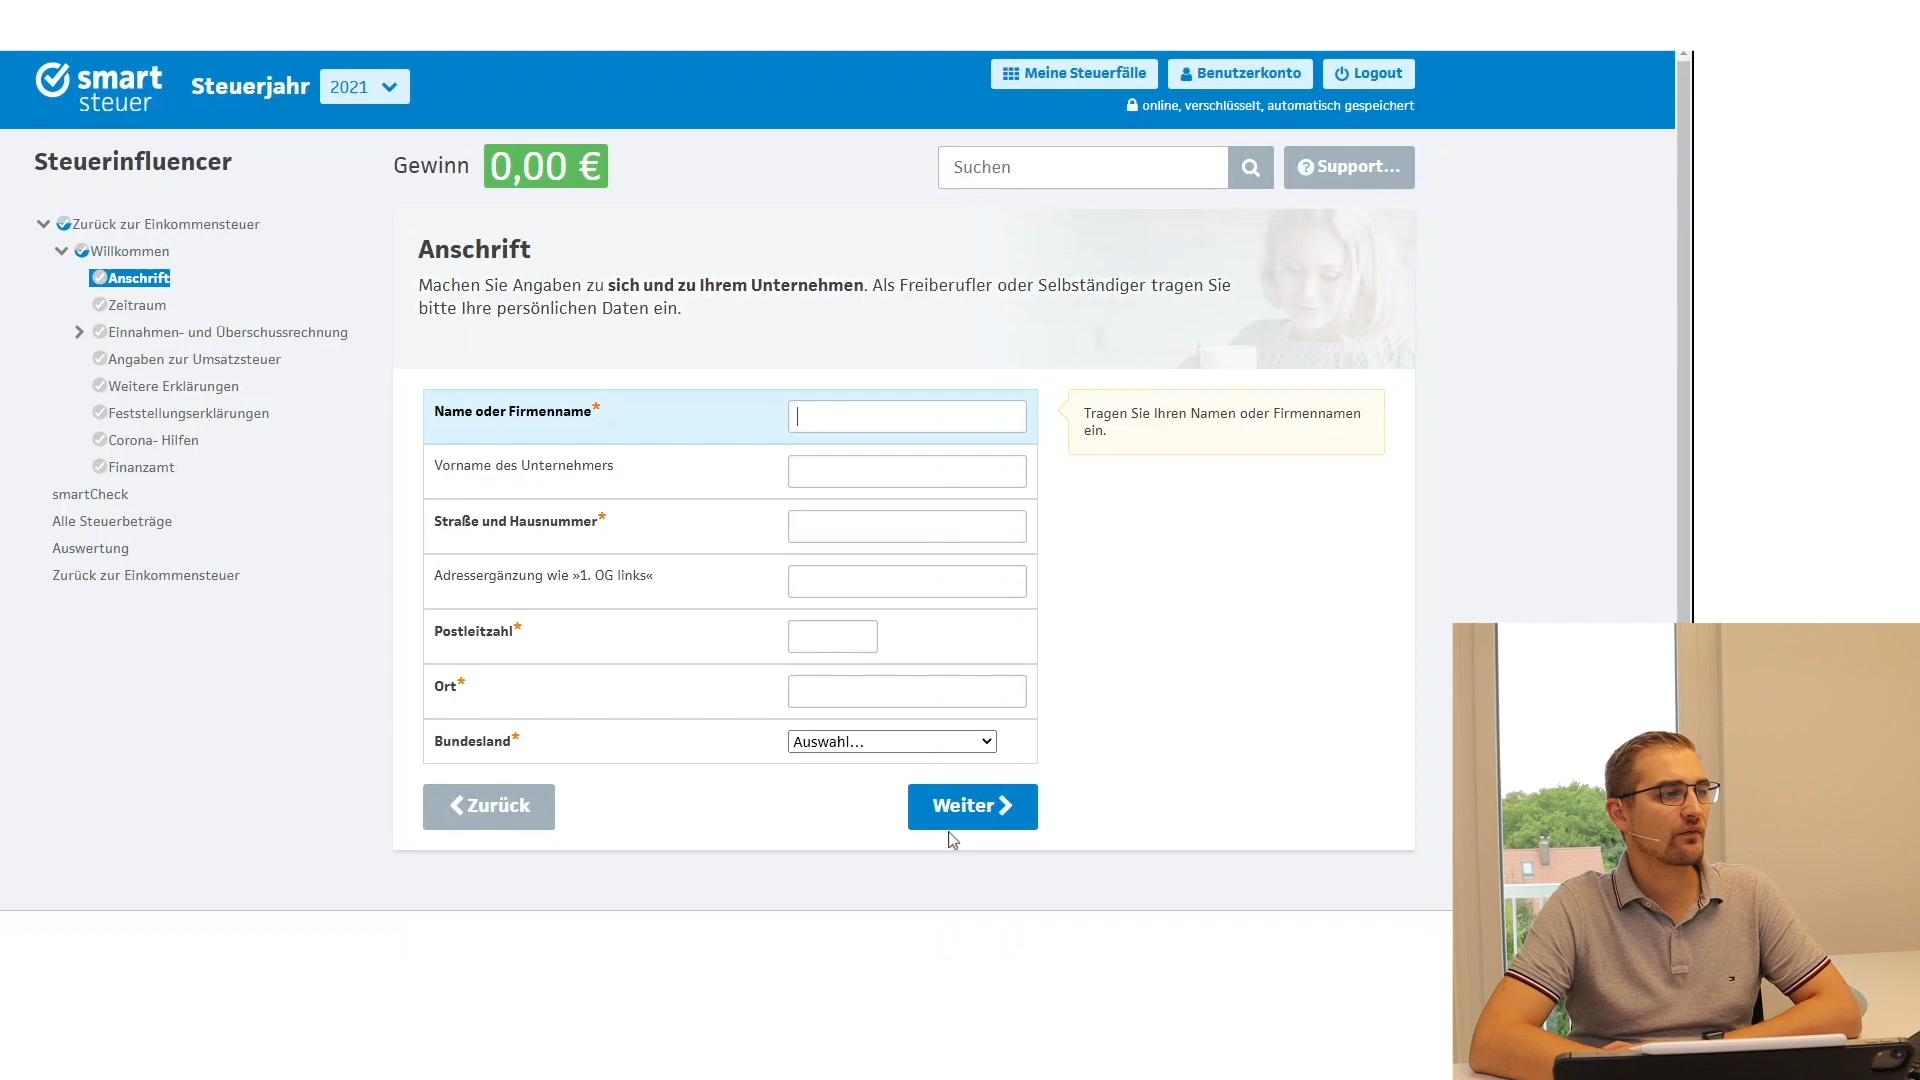 smart
steuer
Steuerjahr
2021
Meine Steuerfälle
Benutzerkonto
Logout
online, verschlüsselt, automatisch gespeichert
Steuerinfluencer
Gewinn
0,00 €
Suchen
Support...
Zurück zur Einkommensteuer
Willkommen
Anschrift
Zeitraum
Einnahmen- und Überschussrechnung
Angaben zur Umsatzsteuer
Weitere Erklärungen
Feststellungserklärungen
Corona- Hilfen
Finanzamt
smartCheck
Alle Steuerbeträge
Auswertung
Zurück zur Einkommensteuer
Anschrift
Machen Sie Angaben zu sich und zu Ihrem Unternehmen. Als Freiberufler oder Selbständiger tragen Sie
bitte Ihre persönlichen Daten ein.
Name oder Firmenname*
Tragen Sie Ihren Namen oder Firmennamen
ein.
Vorname des Unternehmers
Straße und Hausnummer*
Adressergänzung wie »1. OG links«
Postleitzahl*
Ort*
Bundesland*
Auswahl...
Zurück
Weiter